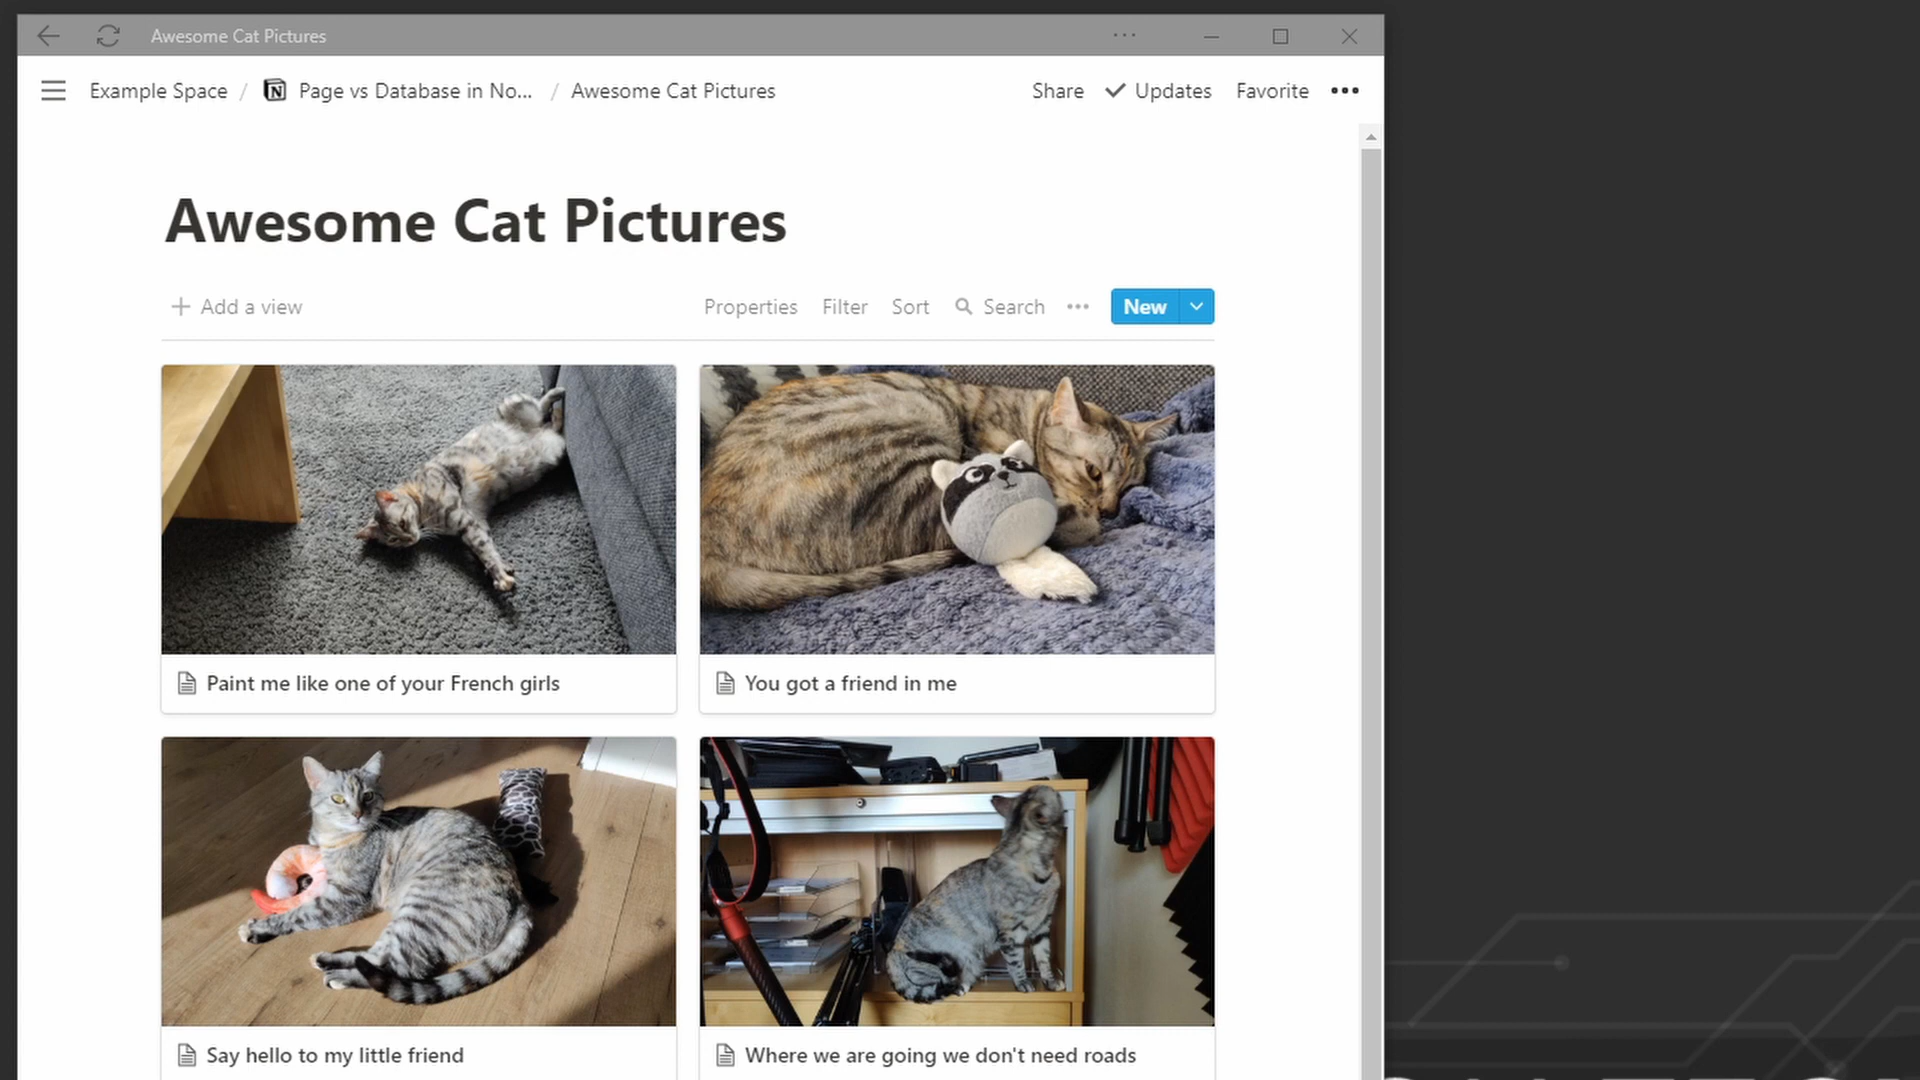 Awesome Cat Pictures
Example Space / Page vs Database in No... / Awesome Cat Pictures
Share Updates Favorite
Awesome Cat Pictures
Add a view
Properties Filter Sort Search New
Paint me like one of your French girls
You got a friend in me
Say hello to my little friend
Where we are going we don't need roads